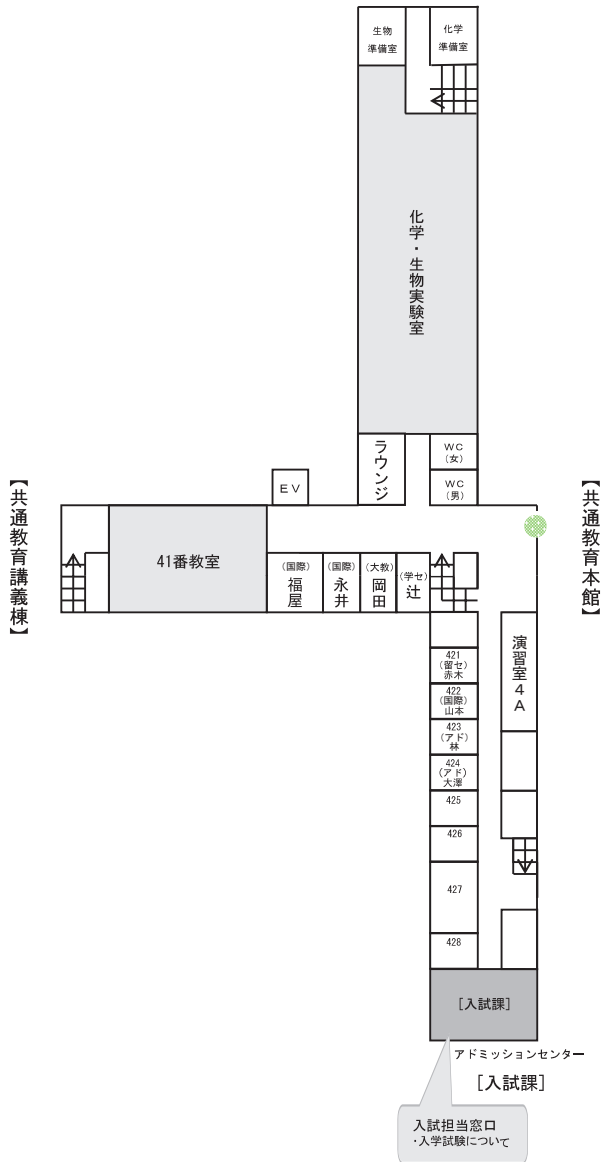 生物
準備室
化学
準備室
化学・生物実験室
ラウンジ
WC
(女)
WC
(男)
EV
【共通教育講義棟】
【共通教育本館】
41番教室
(国際)
福屋
(国際)
永井
(大教)
岡田
(学セ)
辻
演習室4A
421
(留セ)
赤木
422
(国際)
山本
423
(アド)
林
424
(アド)
大澤
425
426
427
428
[入試課]
アドミッションセンター
[入試課]
入試担当窓口
・入学試験について